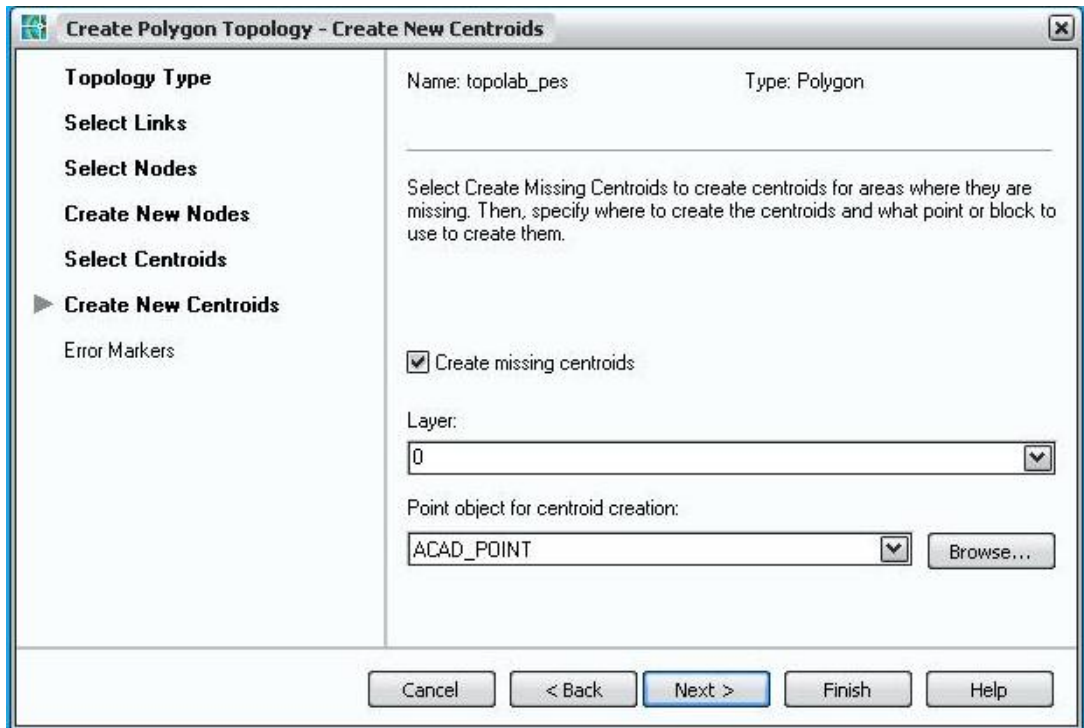 Create Polygon Topology - Create New Centroids
Topology Type
Select Links
Select Nodes
Create New Nodes
Select Centroids
Create New Centroids
Error Markers
Name: topolab_pes Type: Polygon
Select Create Missing Centroids to create centroids for areas where they are
missing. Then, specify where to create the centroids and what point or block to
use to create them.
Create missing centroids
Layer:
0
Point object for centroid creation:
ACAD_POINT Browse...
Cancel < Back Next > Finish Help